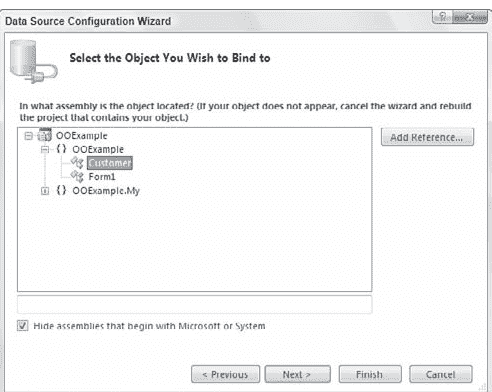 Data Source Configuration Wizard
Select the Object You Wish to Bind to
In what assembly is the object located? (If your object does not appear, cancel the wizard and rebuild
the project that contains your object.)
OOExample
{} OOExample
Customer
Form1
{} OOExample.My
Add Reference...
Hide assemblies that begin with Microsoft or System
< Previous
Next >
Finish
Cancel